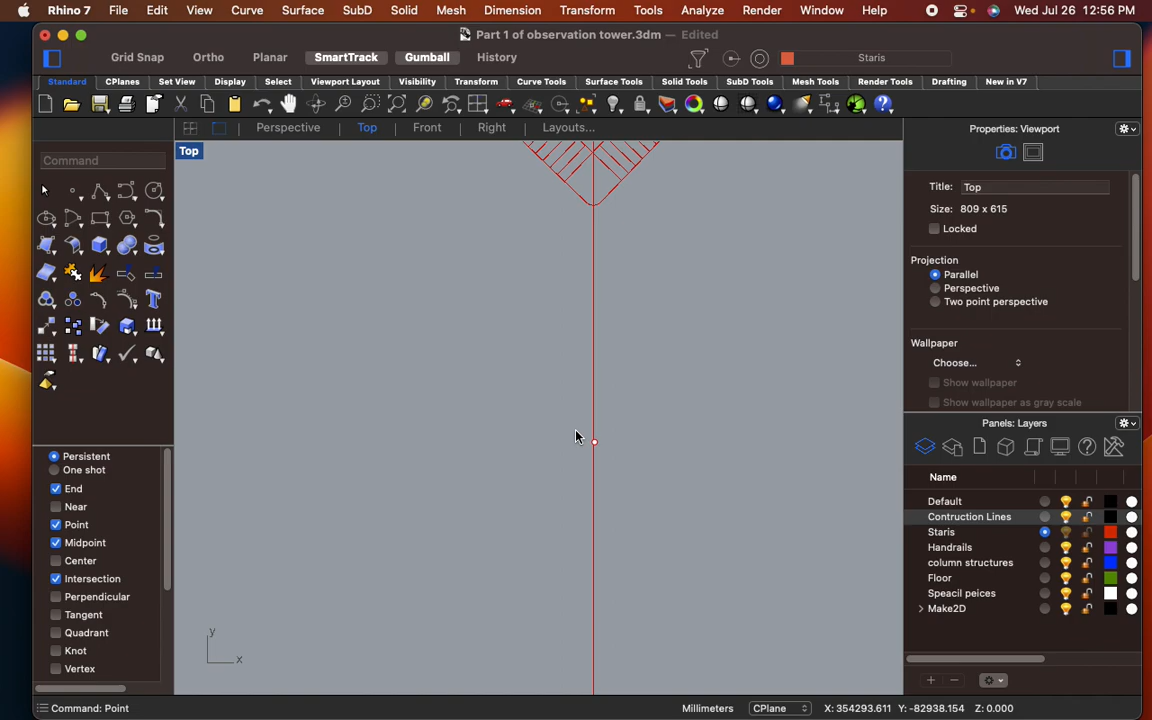 Rhino 7 File Edit View Curve Surface SubD Solid Mesh Dimension Transform Tools Analyze Render Window Help Wed Jul 26 12:56 PM
Part 1 of observation tower.3dm — Edited
Grid Snap Ortho Planar SmartTrack Gumball History Staris
Standard CPlanes Set View Display Select Viewport Layout Visibility Transform Curve Tools Surface Tools Solid Tools SubD Tools Mesh Tools Render Tools Drafting New in V7
Perspective Top Front Right Layouts... Properties: Viewport
Top
Command
Title: Top
Size: 809 x 615
Locked
Projection
Parallel
Perspective
Two point perspective
Wallpaper
Choose...
Show wallpaper
Show wallpaper as gray scale
Panels: Layers
Name
Default
Contruction Lines
Staris
Handrails
column structures
Floor
Speacil peices
Make2D
Persistent
One shot
End
Near
Point
Midpoint
Center
Intersection
Perpendicular
Tangent
Quadrant
Knot
Vertex
y
x
Command: Point Millimeters CPlane X: 354293.611 Y: -82938.154 Z: 0.000